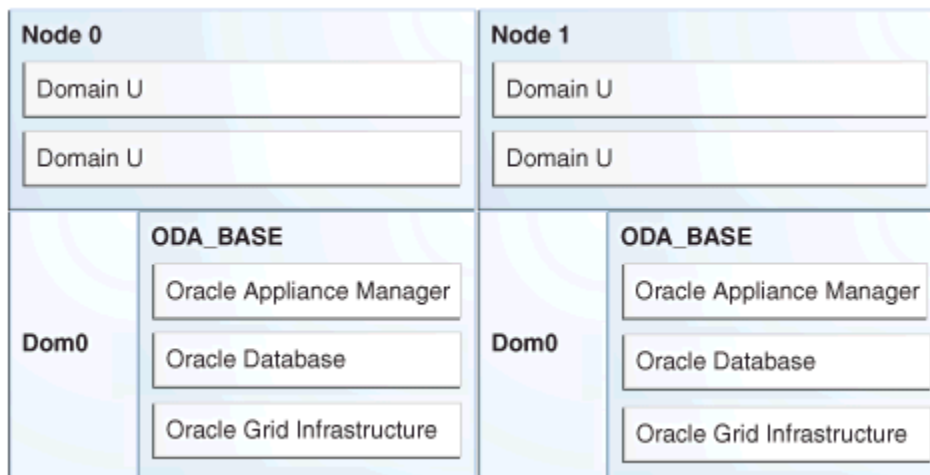 Node 0
Domain U
Domain U
Dom0
ODA_BASE
Oracle Appliance Manager
Oracle Database
Oracle Grid Infrastructure
Node 1
Domain U
Domain U
Dom0
ODA_BASE
Oracle Appliance Manager
Oracle Database
Oracle Grid Infrastructure